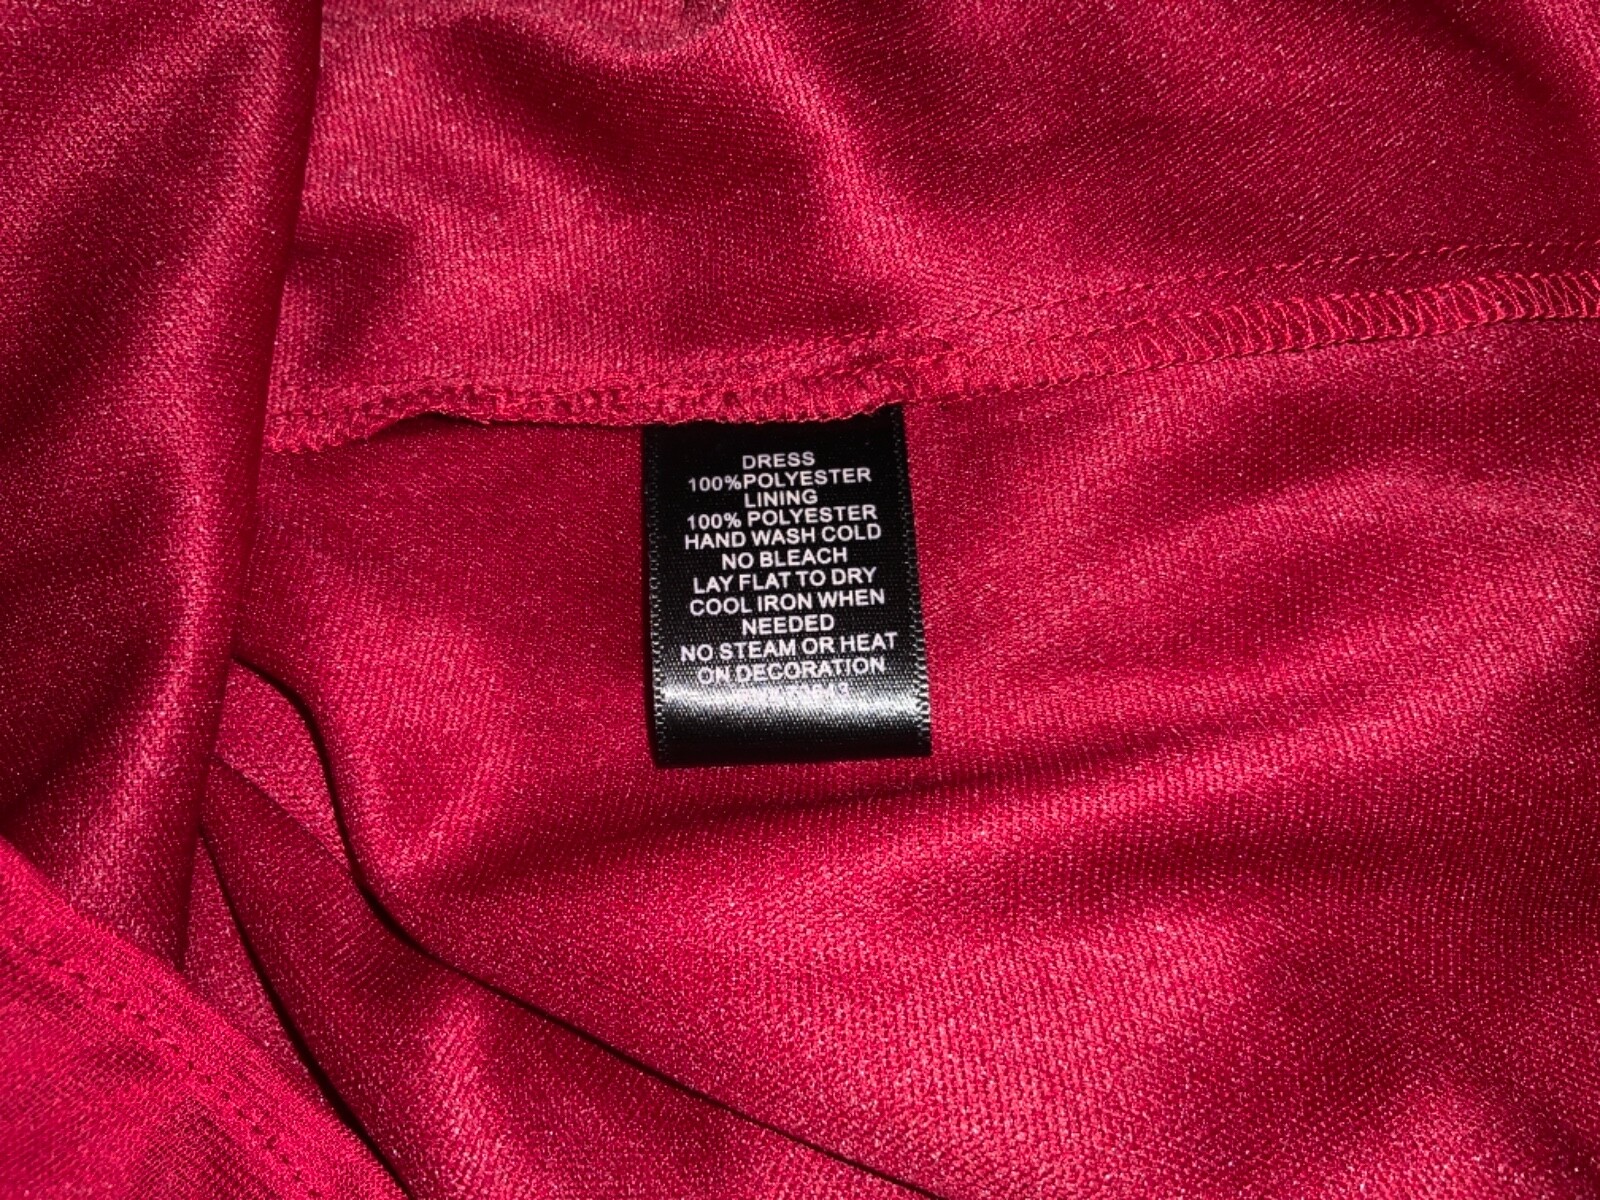 DRESS
100%POLYESTER
LINING
100% POLYESTER
HAND WASH COLD
NO BLEACH
LAY FLAT TO DRY
COOL IRON WHEN
NEEDED
NO STEAM OR HEAT
ON DECORATION